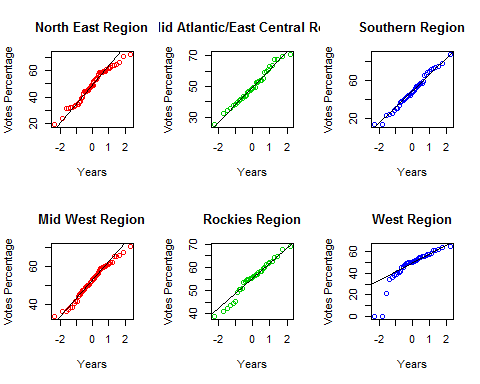 North East Region
id Atlantic/East Central Re
Southern Region
Votes Percentage
20 40 60
-2 0 1 2
Years
Votes Percentage
30 50 70
-2 0 1 2
Years
Votes Percentage
20 40 60 80
-2 0 1 2
Years
Mid West Region
Rockies Region
West Region
Votes Percentage
40 60
-2 0 1 2
Years
Votes Percentage
40 50 60 70
-2 0 1 2
Years
Votes Percentage
0 20 40 60
-2 0 1 2
Years